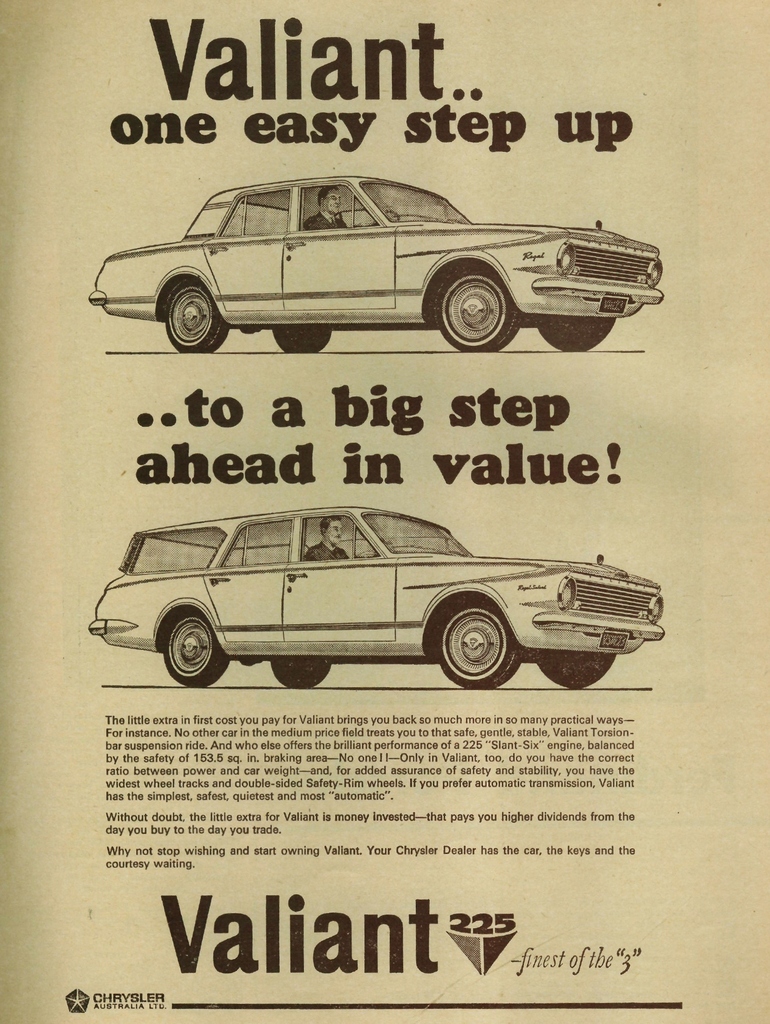 Valiant..
one easy step up
Royal
..to a big step
ahead in value!
The little extra in first cost you pay for Valiant brings you back so much more in so many practical ways—
For instance. No other car in the medium price field treats you to that safe, gentle, stable, Valiant Torsion-
bar suspension ride. And who else offers the brilliant performance of a 225 "Slant-Six" engine, balanced
by the safety of 153.5 sq. in. braking area—No one!!—Only in Valiant, too, do you have the correct
ratio between power and car weight—and, for added assurance of safety and stability, you have the
widest wheel tracks and double-sided Safety-Rim wheels. If you prefer automatic transmission, Valiant
has the simplest, safest, quietest and most "automatic".
Without doubt, the little extra for Valiant is money invested—that pays you higher dividends from the
day you buy to the day you trade.
Why not stop wishing and start owning Valiant. Your Chrysler Dealer has the car, the keys and the
courtesy waiting.
Valiant 225 -finest of the "3"
CHRYSLER
AUSTRALIA LTD.